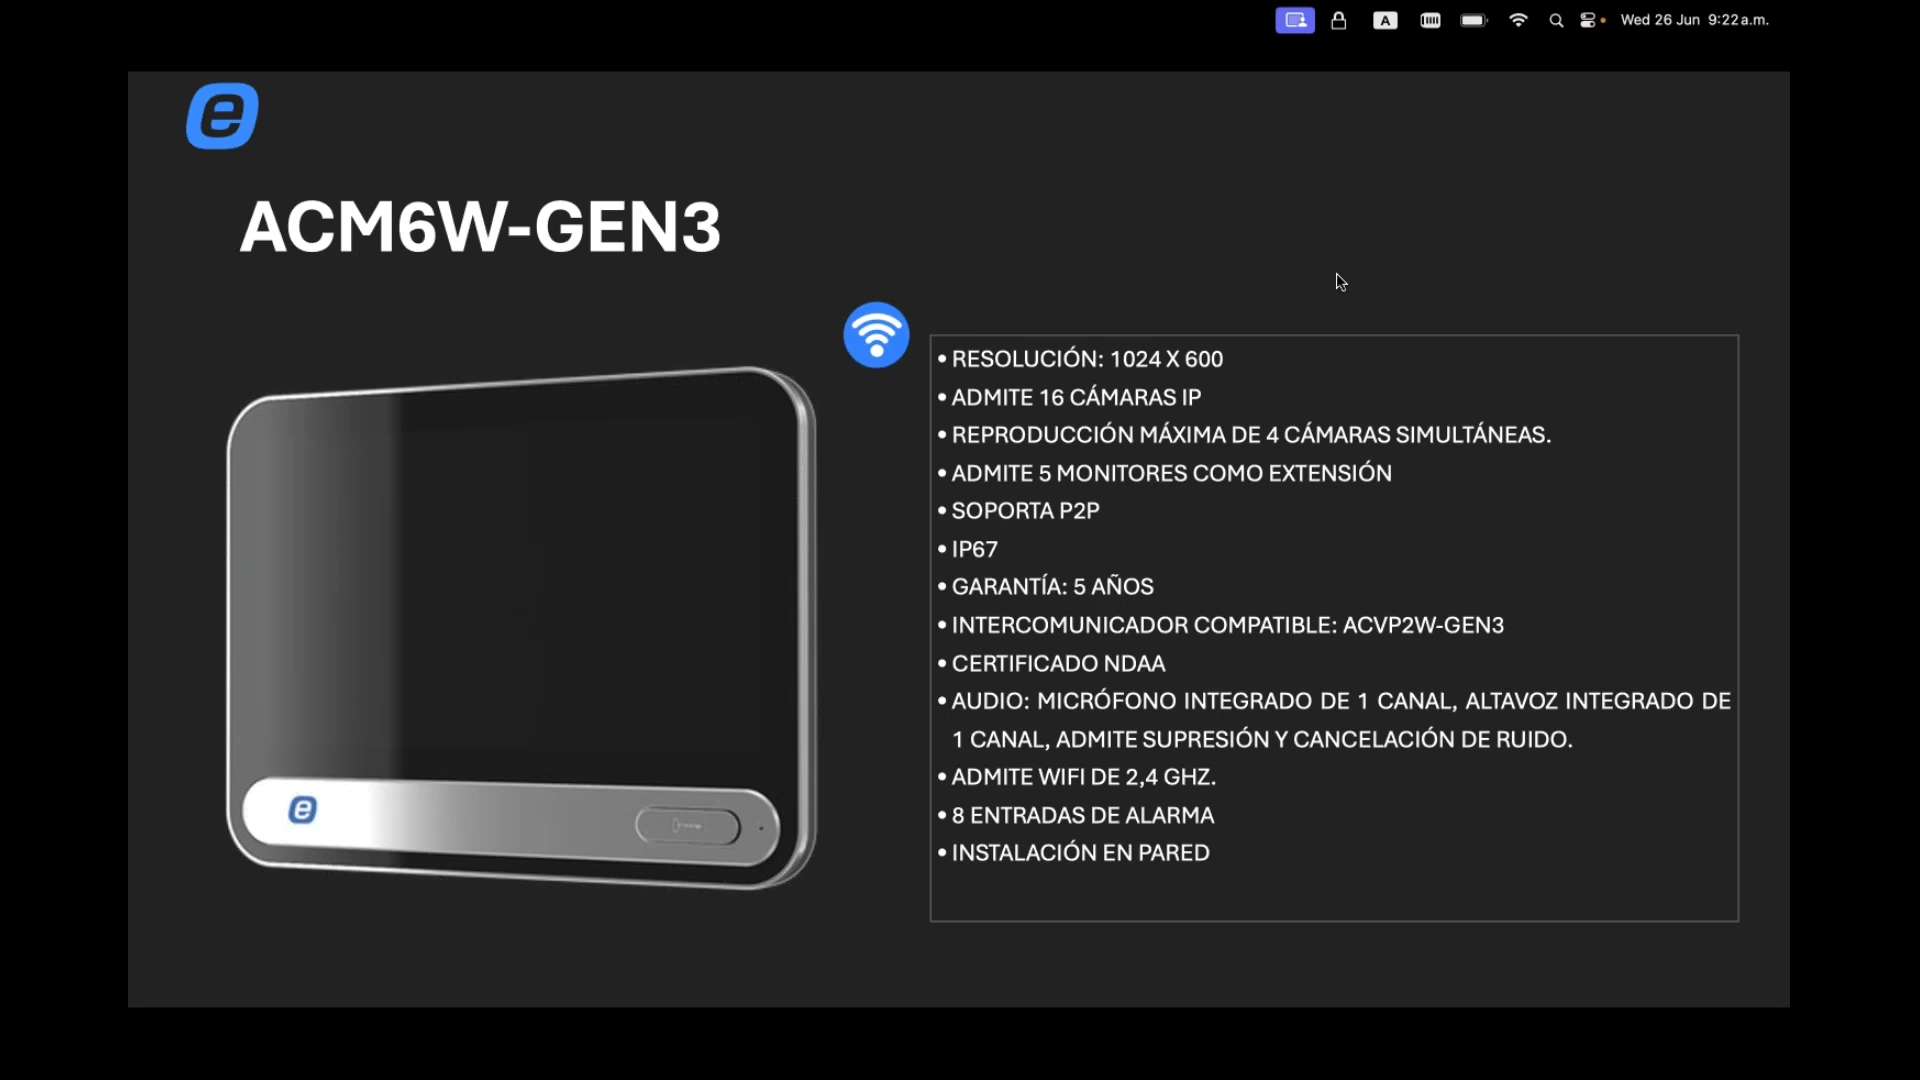 A
Wed 26 Jun 9:22 a.m.
e
ACM6W-GEN3
• RESOLUCIÓN: 1024 X 600
• ADMITE 16 CÁMARAS IP
• REPRODUCCIÓN MÁXIMA DE 4 CÁMARAS SIMULTÁNEAS.
• ADMITE 5 MONITORES COMO EXTENSIÓN
• SOPORTA P2P
• IP67
• GARANTÍA: 5 AÑOS
• INTERCOMUNICADOR COMPATIBLE: ACVP2W-GEN3
• CERTIFICADO NDAA
• AUDIO: MICRÓFONO INTEGRADO DE 1 CANAL, ALTAVOZ INTEGRADO DE
1 CANAL, ADMITE SUPRESIÓN Y CANCELACIÓN DE RUIDO.
• ADMITE WIFI DE 2,4 GHZ.
• 8 ENTRADAS DE ALARMA
• INSTALACIÓN EN PARED
e